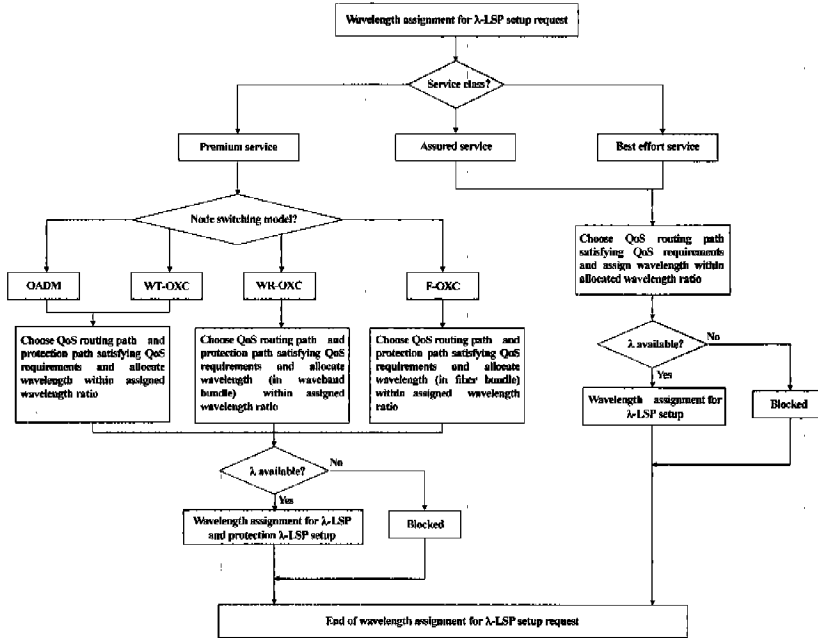 Wavelength assignment for λ-LSP setup request
Service class?
Premium service
Assured service
Best effort service
Node switching model?
OADM
WT-OXC
WR-OXC
F-OXC
Choose QoS routing path
satisfying QoS requirements
and assign wavelength within
allocated wavelength ratio
Choose QoS routing path and
protection path satisfying QoS
requirements and allocate
wavelength within assigned
wavelength ratio
Choose QoS routing path and
protection path satisfying QoS
requirements and allocate
wavelength (in waveband
bundle) within assigned
wavelength ratio
Choose QoS routing path and
protection path satisfying QoS
requirements and allocate
wavelength (in fiber bundle)
within assigned wavelength
ratio
λ available?
No
Yes
Wavelength assignment for
λ-LSP setup
Blocked
λ available?
No
Yes
Wavelength assignment for λ-LSP
and protection λ-LSP setup
Blocked
End of wavelength assignment for λ-LSP setup request